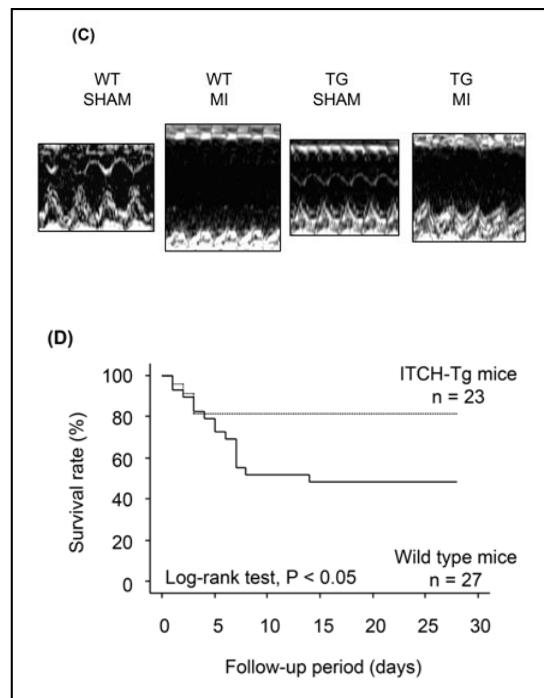 (C)
WT WT TG TG
SHAM MI SHAM MI
(D)
Survival rate (%)
100
80
60
40
20
0
ITCH-Tg mice
n = 23
Wild type mice
n = 27
Log-rank test, P < 0.05
0 5 10 15 20 25 30
Follow-up period (days)